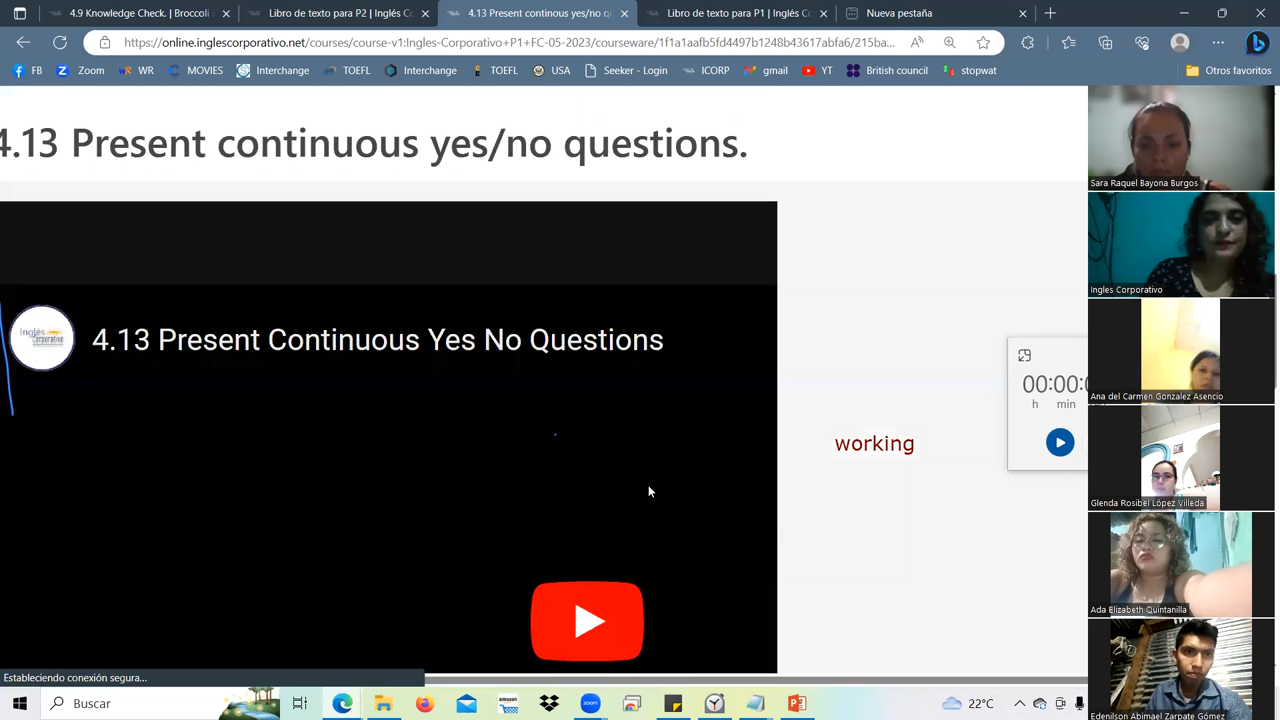 4.9 Knowledge Check. | Broccoli
Libro de texto para P2 | Inglés Co
4.13 Present continous yes/no q
Libro de texto para P1 | Inglés C
Nueva pestaña
https://online.inglescorporativo.net/courses/course-v1:Ingles-Corporativo+P1+FC-05-2023/courseware/1f1a1aafb5fd4497b1248b43617abfa6/215ba...
FB
Zoom
WR
MOVIES
Interchange
TOEFL
Interchange
TOEFL
USA
Seeker - Login
ICORP
gmail
YT
British council
stopwat
Otros favoritos
4.13 Present continuous yes/no questions.
Inglés
Corporativo
4.13 Present Continuous Yes No Questions
working
00:00:0
h min
Sara Raquel Bayona Burgos
Ingles Corporativo
Ana del Carmen Gonzalez Asencio
Glenda Rosibel López Villeda
Ada Elizabeth Quintanilla
Edenilson Abimael Zarpate Gómez
Estableciendo conexión segura...
Buscar
amazon
zoom
22°C